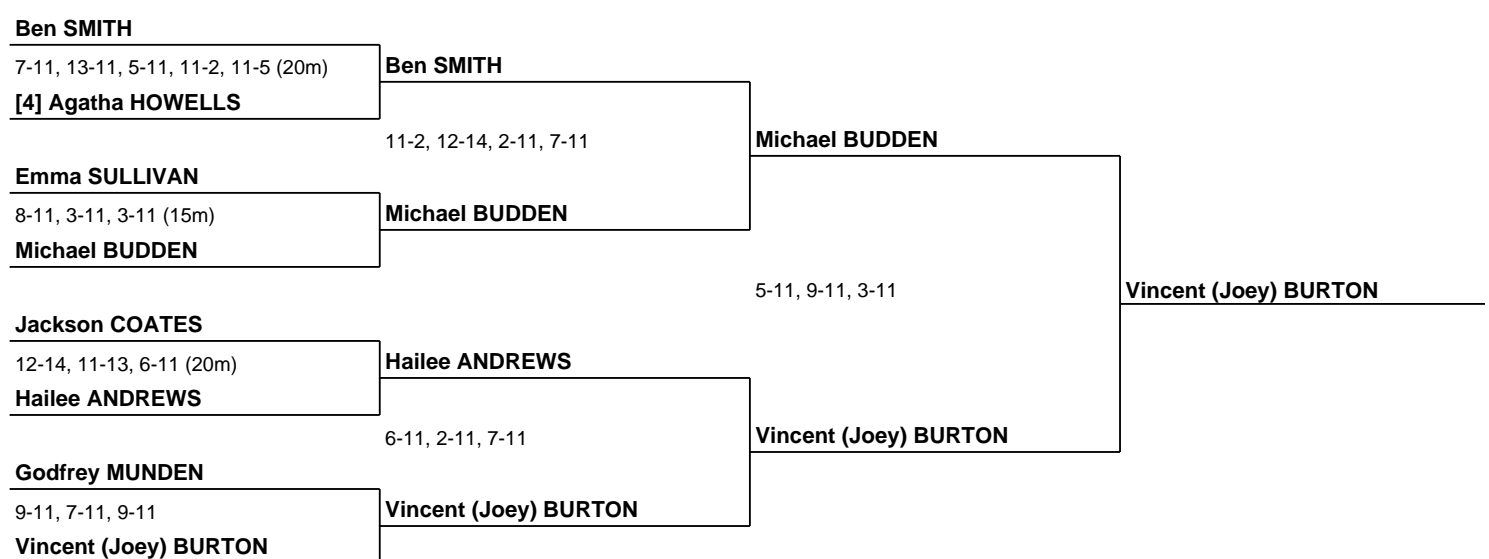 Ben SMITH
7-11, 13-11, 5-11, 11-2, 11-5 (20m)
Ben SMITH
[4] Agatha HOWELLS
11-2, 12-14, 2-11, 7-11
Michael BUDDEN
Emma SULLIVAN
8-11, 3-11, 3-11 (15m)
Michael BUDDEN
Michael BUDDEN
5-11, 9-11, 3-11
Vincent (Joey) BURTON
Jackson COATES
12-14, 11-13, 6-11 (20m)
Hailee ANDREWS
Hailee ANDREWS
6-11, 2-11, 7-11
Vincent (Joey) BURTON
Godfrey MUNDEN
9-11, 7-11, 9-11
Vincent (Joey) BURTON
Vincent (Joey) BURTON